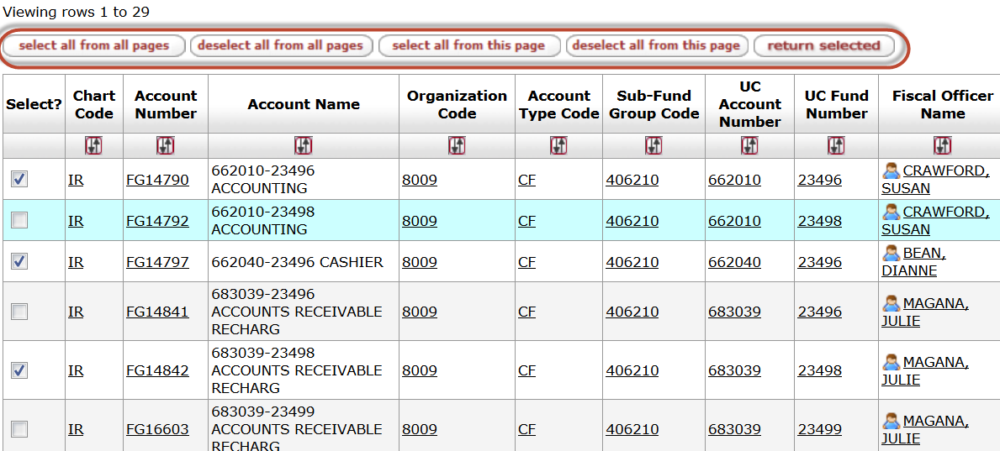 Viewing rows 1 to 29
select all from all pages deselect all from all pages select all from this page deselect all from this page return selected
Select? Chart Code Account Number Account Name Organization Code Account Type Code Sub-Fund Group Code UC Account Number UC Fund Number Fiscal Officer Name
IR FG14790 662010-23496 ACCOUNTING 8009 CF 406210 662010 23496 CRAWFORD, SUSAN
IR FG14792 662010-23498 ACCOUNTING 8009 CF 406210 662010 23498 CRAWFORD, SUSAN
IR FG14797 662040-23496 CASHIER 8009 CF 406210 662040 23496 BEAN, DIANNE
IR FG14841 683039-23496 ACCOUNTS RECEIVABLE RECHARG 8009 CF 406210 683039 23496 MAGANA, JULIE
IR FG14842 683039-23498 ACCOUNTS RECEIVABLE RECHARG 8009 CF 406210 683039 23498 MAGANA, JULIE
IR FG16603 683039-23499 ACCOUNTS RECEIVABLE RECHARG 8009 CF 406210 683039 23499 MAGANA, JULIE